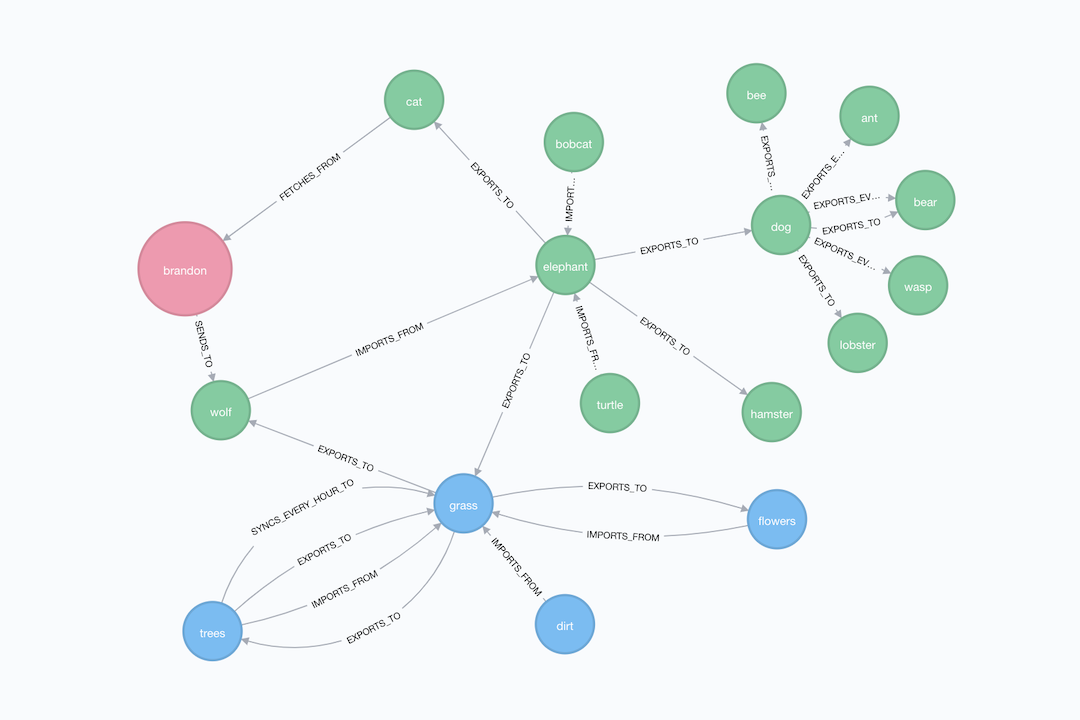 bee
cat
ant
bobcat
EXPORTS_...
EXPORTS_E...
FETCHES_FROM
EXPORTS_TO
IMPORT...
EXPORTS_EV...
bear
EXPORTS_TO
dog
EXPORTS_TO
EXPORTS_EV...
elephant
brandon
EXPORTS_TO
wasp
SENDS_TO
IMPORTS_FROM
IMPORTS_FR...
EXPORTS_TO
lobster
EXPORTS_TO
turtle
wolf
hamster
EXPORTS_TO
SYNCS_EVERY_HOUR_TO
EXPORTS_TO
grass
flowers
IMPORTS_FROM
EXPORTS_TO
IMPORTS_FROM
IMPORTS_FROM
EXPORTS_TO
trees
dirt